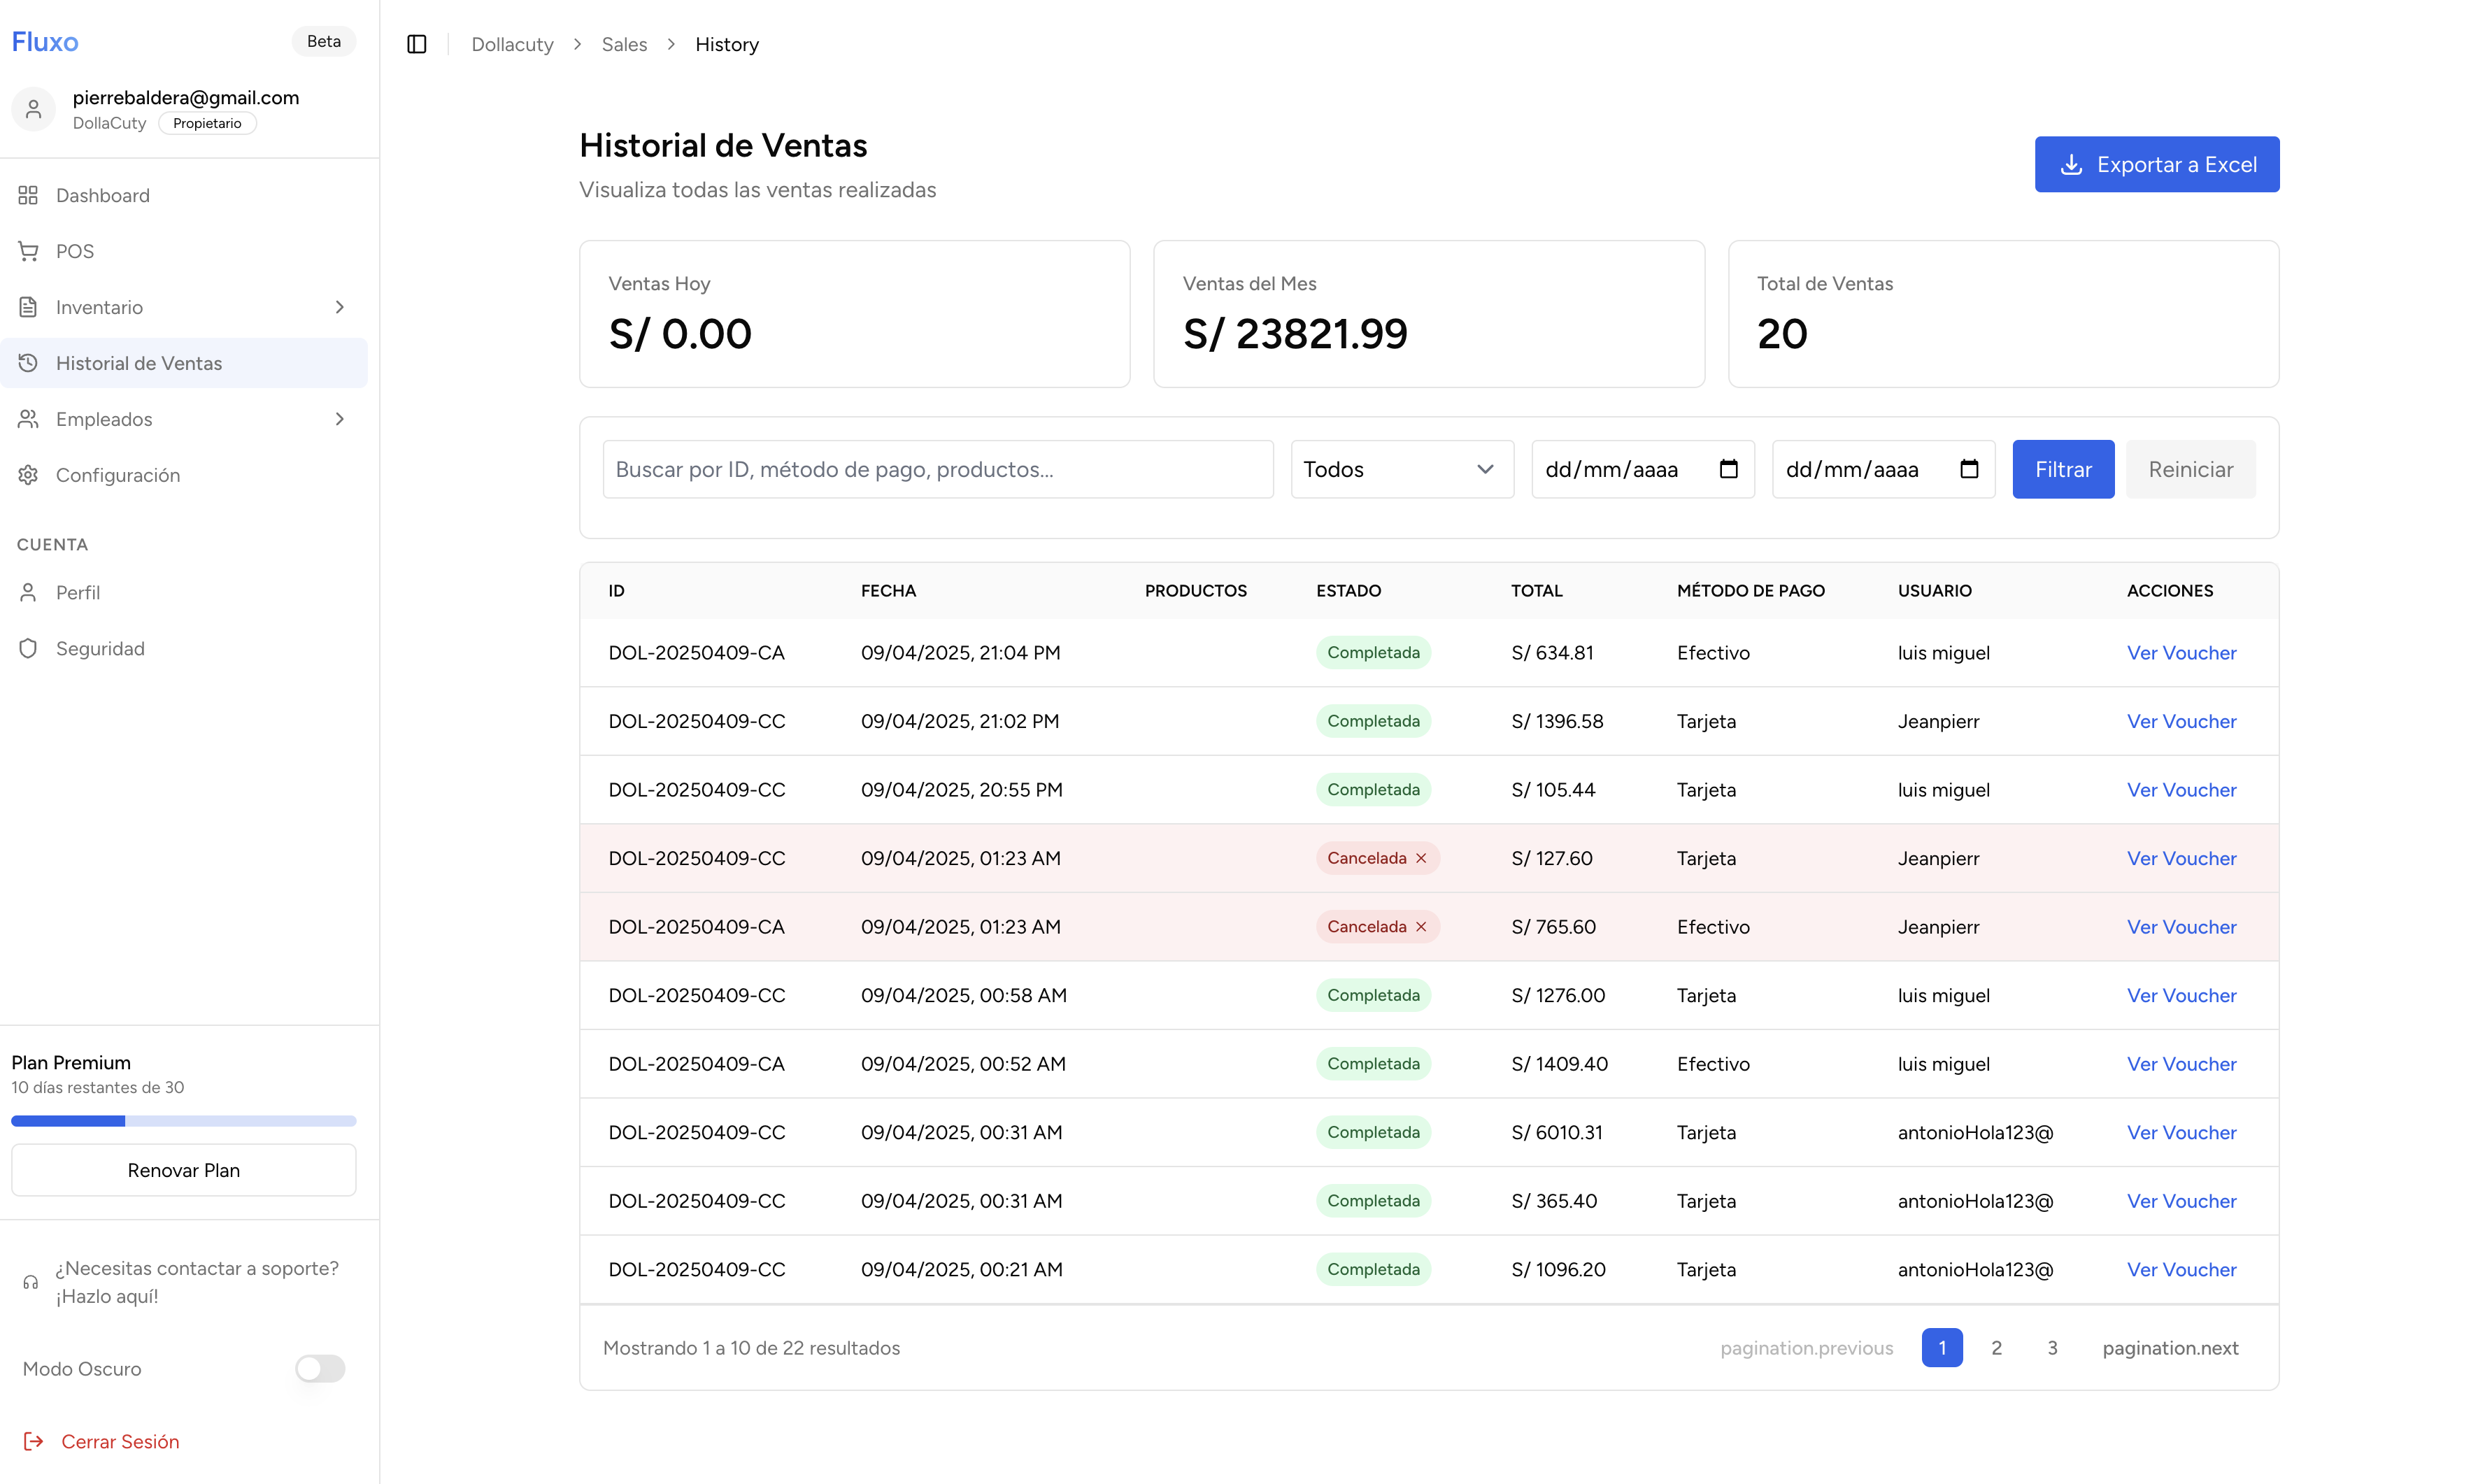 Fluxo
Beta
pierrebaldera@gmail.com
DollaCuty Propietario
Dashboard
POS
Inventario
Historial de Ventas
Empleados
Configuración
CUENTA
Perfil
Seguridad
Plan Premium
10 días restantes de 30
Renovar Plan
¿Necesitas contactar a soporte?
¡Hazlo aquí!
Modo Oscuro
Cerrar Sesión
Dollacuty > Sales > History
Historial de Ventas
Visualiza todas las ventas realizadas
Exportar a Excel
Ventas Hoy
S/ 0.00
Ventas del Mes
S/ 23821.99
Total de Ventas
20
Buscar por ID, método de pago, productos... Todos dd/mm/aaaa dd/mm/aaaa Filtrar Reiniciar
ID FECHA PRODUCTOS ESTADO TOTAL MÉTODO DE PAGO USUARIO ACCIONES
DOL-20250409-CA 09/04/2025, 21:04 PM Completada S/ 634.81 Efectivo luis miguel Ver Voucher
DOL-20250409-CC 09/04/2025, 21:02 PM Completada S/ 1396.58 Tarjeta Jeanpierr Ver Voucher
DOL-20250409-CC 09/04/2025, 20:55 PM Completada S/ 105.44 Tarjeta luis miguel Ver Voucher
DOL-20250409-CC 09/04/2025, 01:23 AM Cancelada × S/ 127.60 Tarjeta Jeanpierr Ver Voucher
DOL-20250409-CA 09/04/2025, 01:23 AM Cancelada × S/ 765.60 Efectivo Jeanpierr Ver Voucher
DOL-20250409-CC 09/04/2025, 00:58 AM Completada S/ 1276.00 Tarjeta luis miguel Ver Voucher
DOL-20250409-CA 09/04/2025, 00:52 AM Completada S/ 1409.40 Efectivo luis miguel Ver Voucher
DOL-20250409-CC 09/04/2025, 00:31 AM Completada S/ 6010.31 Tarjeta antonioHola123@ Ver Voucher
DOL-20250409-CC 09/04/2025, 00:31 AM Completada S/ 365.40 Tarjeta antonioHola123@ Ver Voucher
DOL-20250409-CC 09/04/2025, 00:21 AM Completada S/ 1096.20 Tarjeta antonioHola123@ Ver Voucher
Mostrando 1 a 10 de 22 resultados pagination.previous 1 2 3 pagination.next